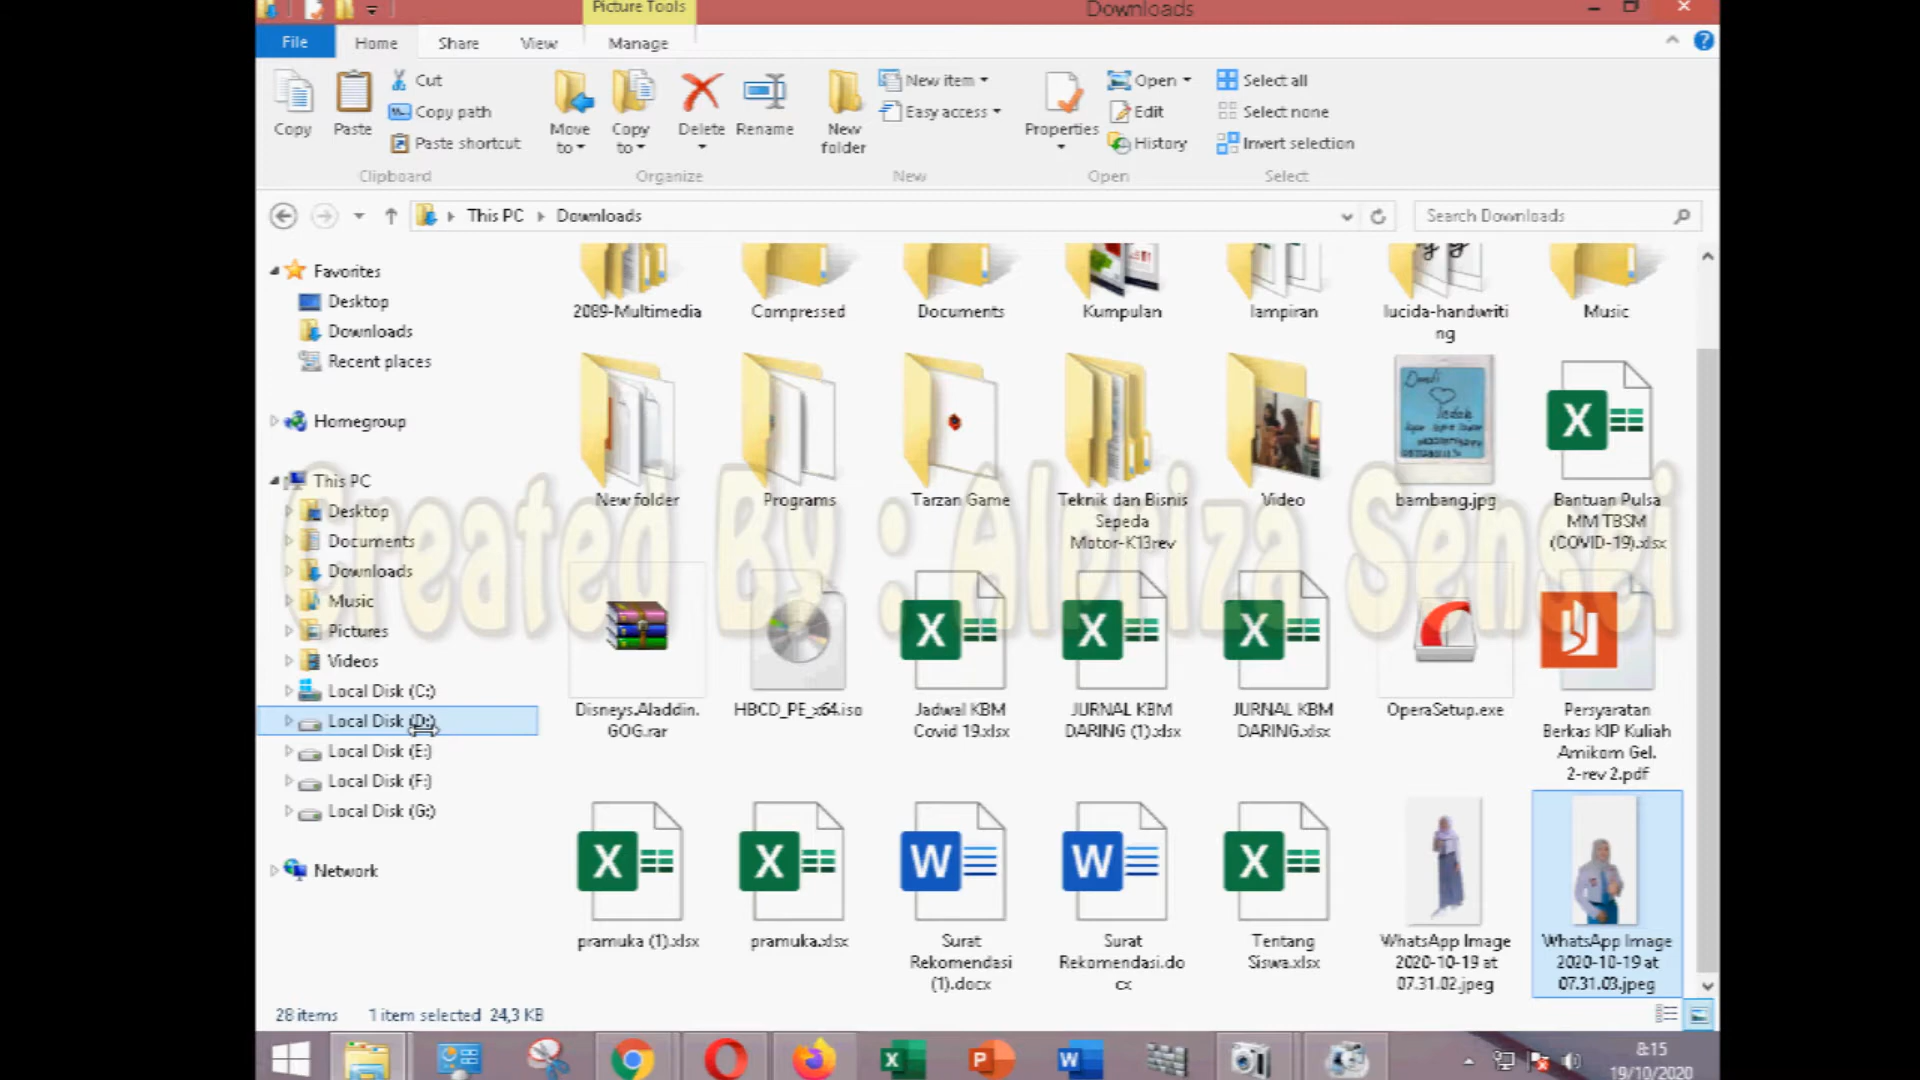 Picture Tools
Downloads
File Home Share View Manage
Copy
Paste
Cut
Copy path
Paste shortcut
Clipboard
Move to
Copy to
Delete
Rename
Organize
New folder
New item
Easy access
New
Properties
Open
Edit
History
Open
Select all
Select none
Invert selection
Select
This PC Downloads
Search Downloads
Favorites
Desktop
Downloads
Recent places
Homegroup
This PC
Desktop
Documents
Downloads
Music
Pictures
Videos
Local Disk (C:)
Local Disk (D:)
Local Disk (E:)
Local Disk (F:)
Local Disk (G:)
Network
2089-Multimedia
Compressed
Documents
Kumpulan
lampiran
lucida-handwriti
ng
Music
New folder
Programs
Tarzan Game
Teknik dan Bisnis
Sepeda
Motor-K13rev
Video
bambang.jpg
Bantuan Pulsa
MM TBSM
(COVID-19).xlsx
Created By : Alpriza Sensei
Disneys.Aladdin.
GOG.rar
HBCD_PE_x64.iso
Jadwal KBM
Covid 19.xlsx
JURNAL KBM
DARING (1).xlsx
JURNAL KBM
DARING.xlsx
OperaSetup.exe
Persyaratan
Berkas KIP Kuliah
Amikom Gel.
2-rev 2.pdf
pramuka (1).xlsx
pramuka.xlsx
Surat
Rekomendasi
(1).docx
Surat
Rekomendasi.do
cx
Tentang
Siswa.xlsx
WhatsApp Image
2020-10-19 at
07.31.02.jpeg
WhatsApp Image
2020-10-19 at
07.31.03.jpeg
28 items 1 item selected 24,3 KB
8:15
19/10/2020